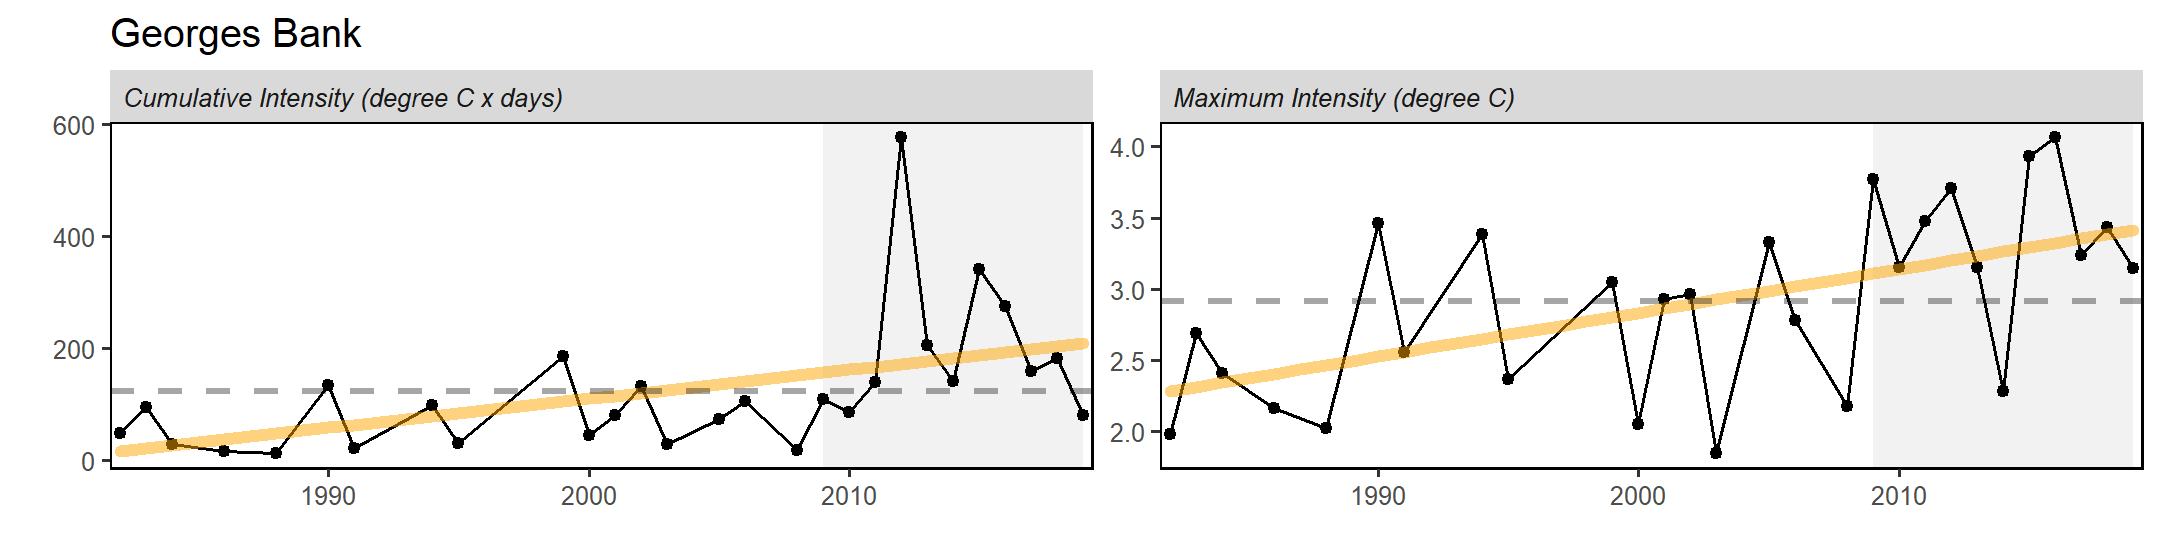 Georges Bank
Cumulative Intensity (degree C x days)
600
400
200
0
1990 2000 2010
Maximum Intensity (degree C)
4.0
3.5
3.0
2.5
2.0
1990 2000 2010